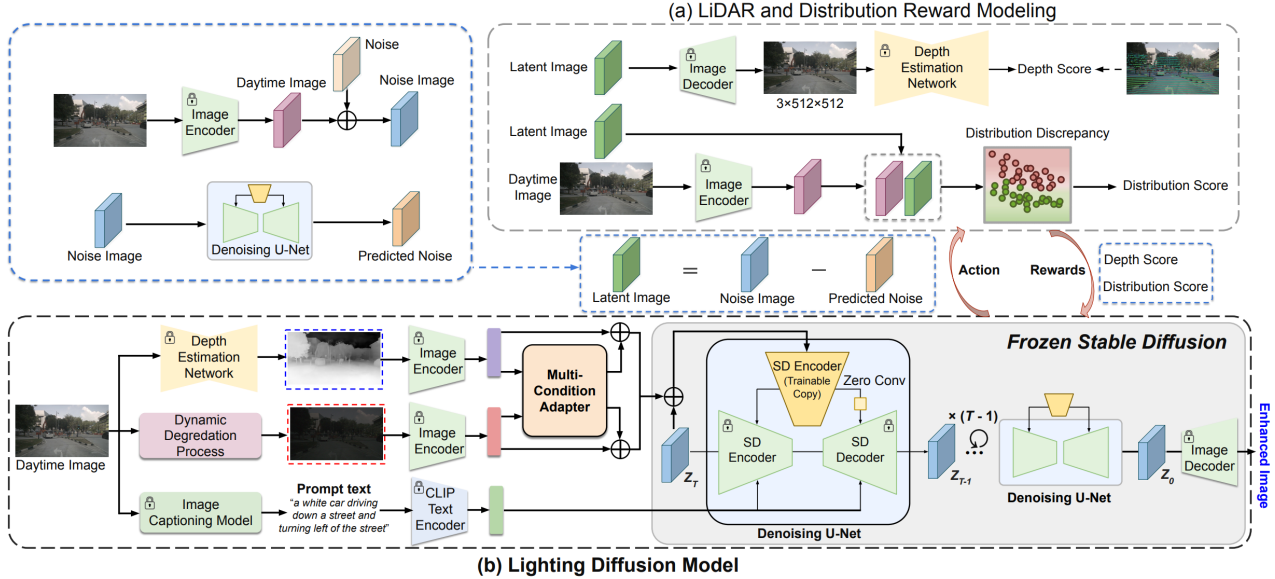 (a) LiDAR and Distribution Reward Modeling
Noise
Daytime Image
Noise Image
Image
Encoder
Noise Image
Denoising U-Net
Predicted Noise
Latent Image
Image
Decoder
3×512×512
Depth
Estimation
Network
Depth Score
Latent Image
Distribution Discrepancy
Daytime
Image
Image
Encoder
Distribution Score
Latent Image
=
Noise Image
−
Predicted Noise
Action
Rewards
Depth Score
Distribution Score
Daytime Image
Depth
Estimation
Network
Image
Encoder
Dynamic
Degredation
Process
Image
Encoder
Multi-
Condition
Adapter
Image
Captioning Model
Prompt text
"a white car driving
down a street and
turning left of the street"
CLIP
Text
Encoder
Frozen Stable Diffusion
SD Encoder
(Trainable
Copy)
Zero Conv
SD
Encoder
SD
Decoder
Z_T
Denoising U-Net
Z_{T-1}
× (T - 1)
Denoising U-Net
Z_0
Image
Decoder
Enhanced Image
(b) Lighting Diffusion Model